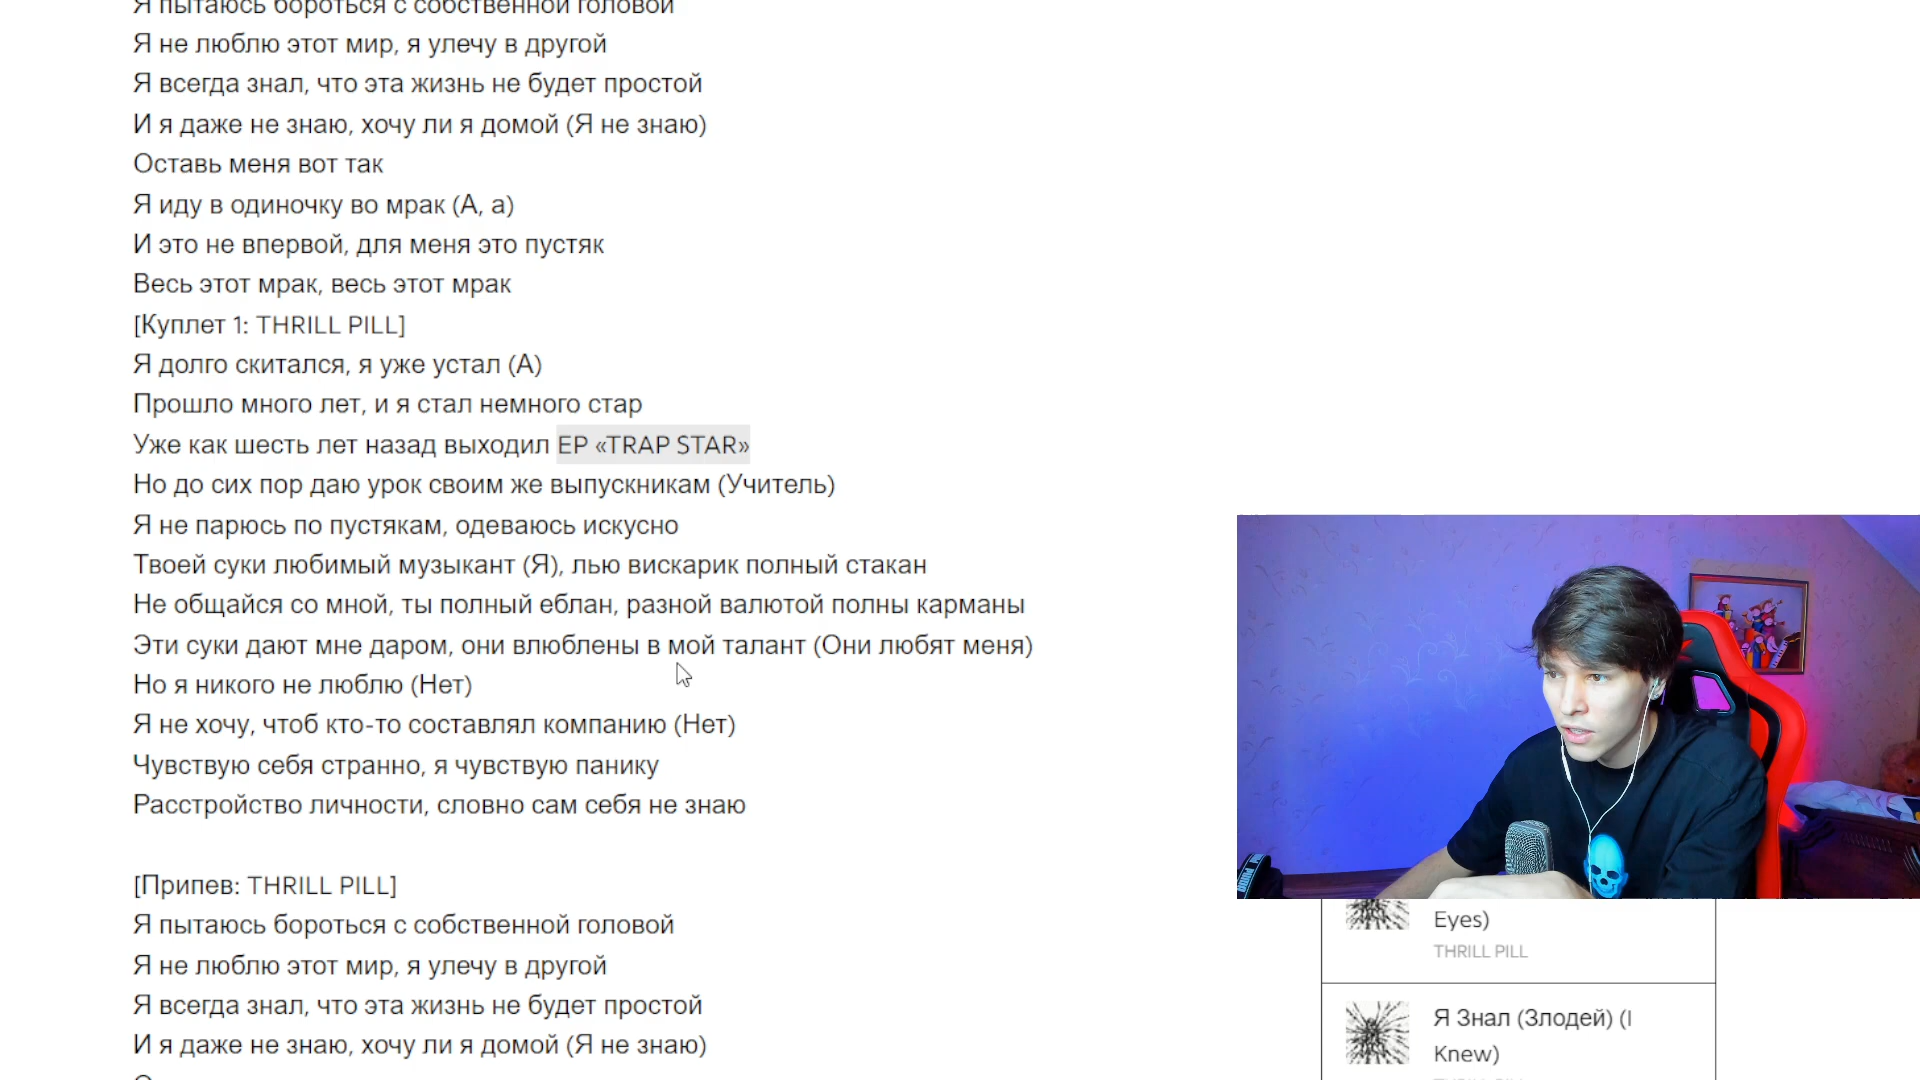 Я пытаюсь бороться с собственной головой
Я не люблю этот мир, я улечу в другой
Я всегда знал, что эта жизнь не будет простой
И я даже не знаю, хочу ли я домой (Я не знаю)
Оставь меня вот так
Я иду в одиночку во мрак (А, а)
И это не впервой, для меня это пустяк
Весь этот мрак, весь этот мрак
[Куплет 1: THRILL PILL]
Я долго скитался, я уже устал (А)
Прошло много лет, и я стал немного стар
Уже как шесть лет назад выходил EP «TRAP STAR»
Но до сих пор даю урок своим же выпускникам (Учитель)
Я не парюсь по пустякам, одеваюсь искусно
Твоей суки любимый музыкант (Я), лью вискарик полный стакан
Не общайся со мной, ты полный еблан, разной валютой полны карманы
Эти суки дают мне даром, они влюблены в мой талант (Они любят меня)
Но я никого не люблю (Нет)
Я не хочу, чтоб кто-то составлял компанию (Нет)
Чувствую себя странно, я чувствую панику
Расстройство личности, словно сам себя не знаю
[Припев: THRILL PILL]
Я пытаюсь бороться с собственной головой
Я не люблю этот мир, я улечу в другой
Я всегда знал, что эта жизнь не будет простой
И я даже не знаю, хочу ли я домой (Я не знаю)
Eyes)
THRILL PILL
Я Знал (Злодей) (I
Knew)